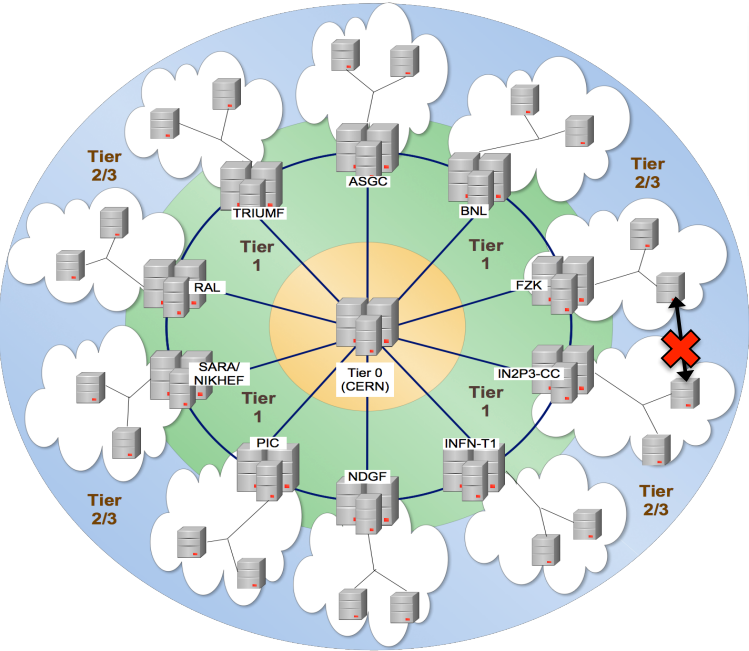 Tier
2/3
Tier
2/3
ASGC
TRIUMF
BNL
Tier
1
Tier
1
RAL
FZK
Tier 0
(CERN)
SARA/
NIKHEF
IN2P3-CC
Tier
1
Tier
1
PIC
INFN-T1
NDGF
Tier
2/3
Tier
2/3